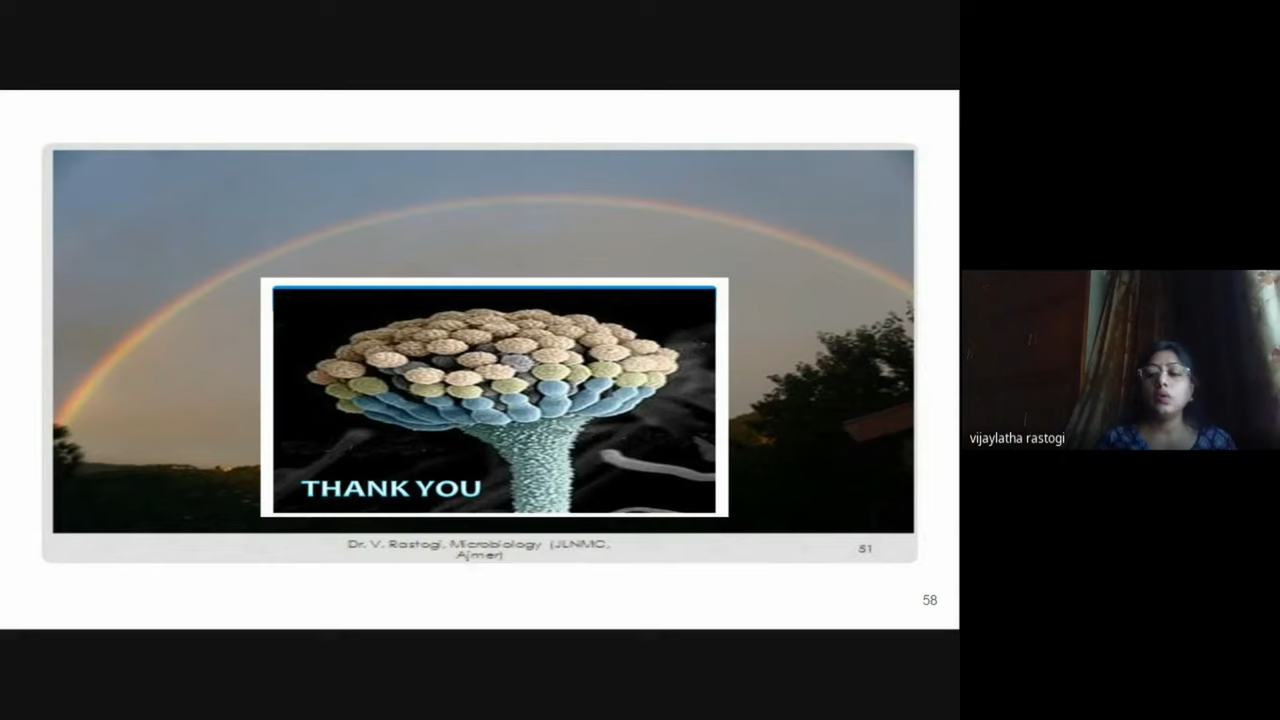 THANK YOU
Dr. V. Rastogi, Microbiology (JLNMC,
Ajmer)
51
58
vijaylatha rastogi